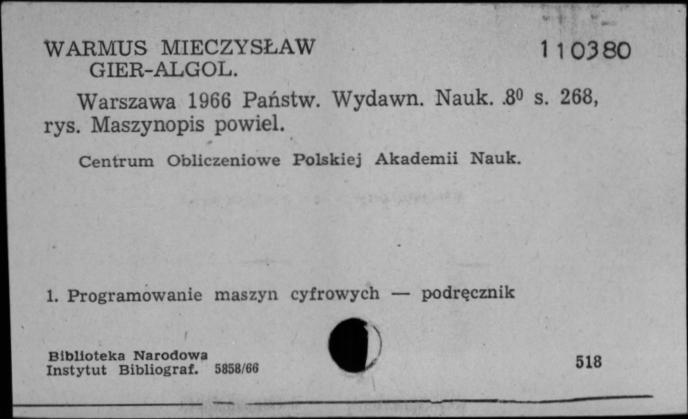 WARMUS MIECZYSŁAW 110380
GIER-ALGOL.
Warszawa 1966 Państw. Wydawn. Nauk. 8⁰ s. 268,
rys. Maszynopis powiel.
Centrum Obliczeniowe Polskiej Akademii Nauk.
1. Programowanie maszyn cyfrowych — podręcznik
Biblioteka Narodowa
Instytut Bibliograf. 5858/66 518